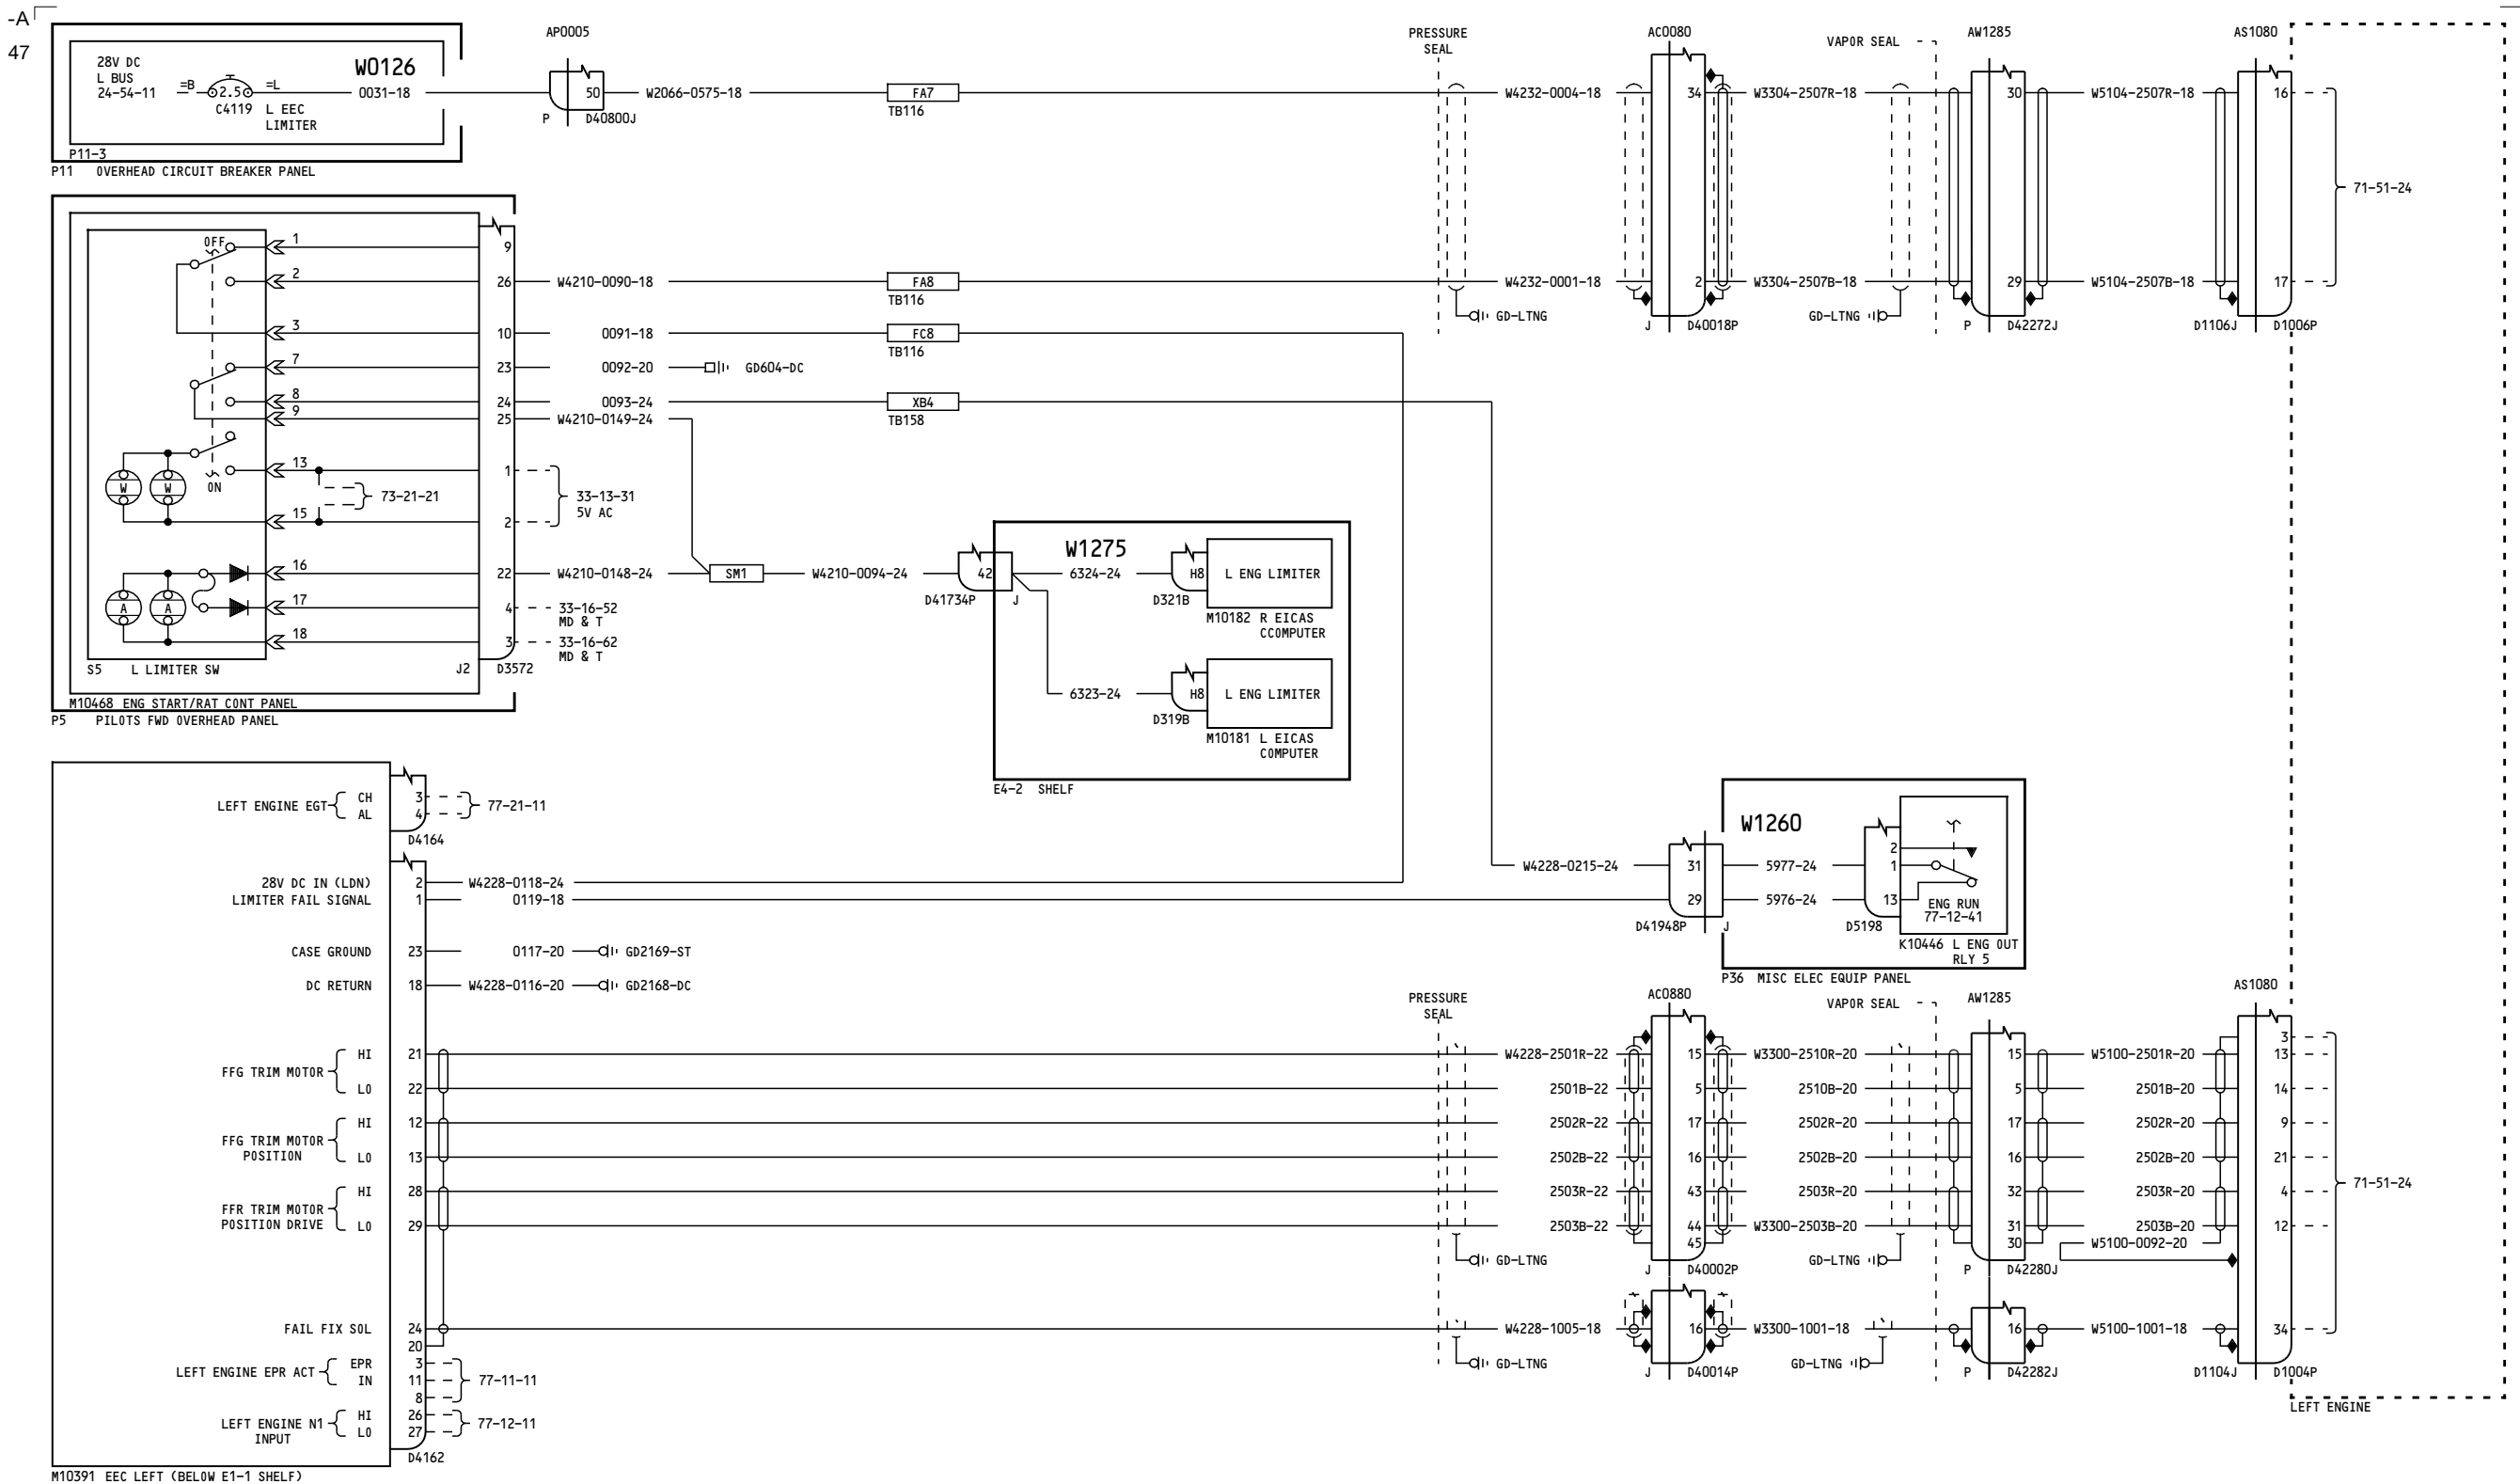 -A
47
28V DC
L BUS
24-54-11
=B
2.5
=L
C4119
L EEC
LIMITER
W0126
0031-18
P11-3
P11 OVERHEAD CIRCUIT BREAKER PANEL
AP0005
50
P D40800J
W2066-0575-18
FA7
TB116
PRESSURE
SEAL
W4232-0004-18
AC0080
34
W3304-2507R-18
VAPOR SEAL
AW1285
30
W5104-2507R-18
AS1080
16
71-51-24
OFF
1
9
2
26
W4210-0090-18
FA8
TB116
W4232-0001-18
2
W3304-2507B-18
29
W5104-2507B-18
17
GD-LTNG
J D40018P
GD-LTNG
P D42272J
D1106J D1006P
3
10
0091-18
FC8
TB116
7
23
0092-20
GD604-DC
8
24
0093-24
XB4
TB158
9
25
W4210-0149-24
13
1
ON
W W
73-21-21
33-13-31
5V AC
15
2
16
22
W4210-0148-24
SM1
W4210-0094-24
42
D41734P J
A A
17
4
33-16-52
MD & T
18
3
33-16-62
MD & T
S5 L LIMITER SW
J2 D3572
M10468 ENG START/RAT CONT PANEL
P5 PILOTS FWD OVERHEAD PANEL
W1275
6324-24
H8
L ENG LIMITER
D321B
M10182 R EICAS
CCOMPUTER
6323-24
H8
L ENG LIMITER
D319B
M10181 L EICAS
COMPUTER
E4-2 SHELF
LEFT ENGINE EGT
CH
AL
3
4
77-21-11
D4164
28V DC IN (LDN)
2
W4228-0118-24
LIMITER FAIL SIGNAL
1
0119-18
CASE GROUND
23
0117-20
GD2169-ST
DC RETURN
18
W4228-0116-20
GD2168-DC
W4228-0215-24
31
29
D41948P J
W1260
5977-24
5976-24
2
1
13
D5198
ENG RUN
77-12-41
K10446 L ENG OUT
RLY 5
P36 MISC ELEC EQUIP PANEL
PRESSURE
SEAL
AC0880
VAPOR SEAL
AW1285
AS1080
3
FFG TRIM MOTOR
HI
21
W4228-2501R-22
15
W3300-2510R-20
15
W5100-2501R-20
13
LO
22
2501B-22
5
2510B-20
5
2501B-20
14
FFG TRIM MOTOR
POSITION
HI
12
2502R-22
17
2502R-20
17
2502R-20
9
LO
13
2502B-22
16
2502B-20
16
2502B-20
21
FFR TRIM MOTOR
POSITION DRIVE
HI
28
2503R-22
43
2503R-20
32
2503R-20
4
71-51-24
LO
29
2503B-22
44
W3300-2503B-20
31
2503B-20
12
45
30
W5100-0092-20
GD-LTNG
J D40002P
GD-LTNG
P D42280J
FAIL FIX SOL
24
W4228-1005-18
16
W3300-1001-18
16
W5100-1001-18
34
20
GD-LTNG
J D40014P
GD-LTNG
P D42282J
D1104J D1004P
LEFT ENGINE EPR ACT
EPR
IN
3
11
8
77-11-11
LEFT ENGINE N1
INPUT
HI
LO
26
27
77-12-11
D4162
LEFT ENGINE
M10391 EEC LEFT (BELOW E1-1 SHELF)